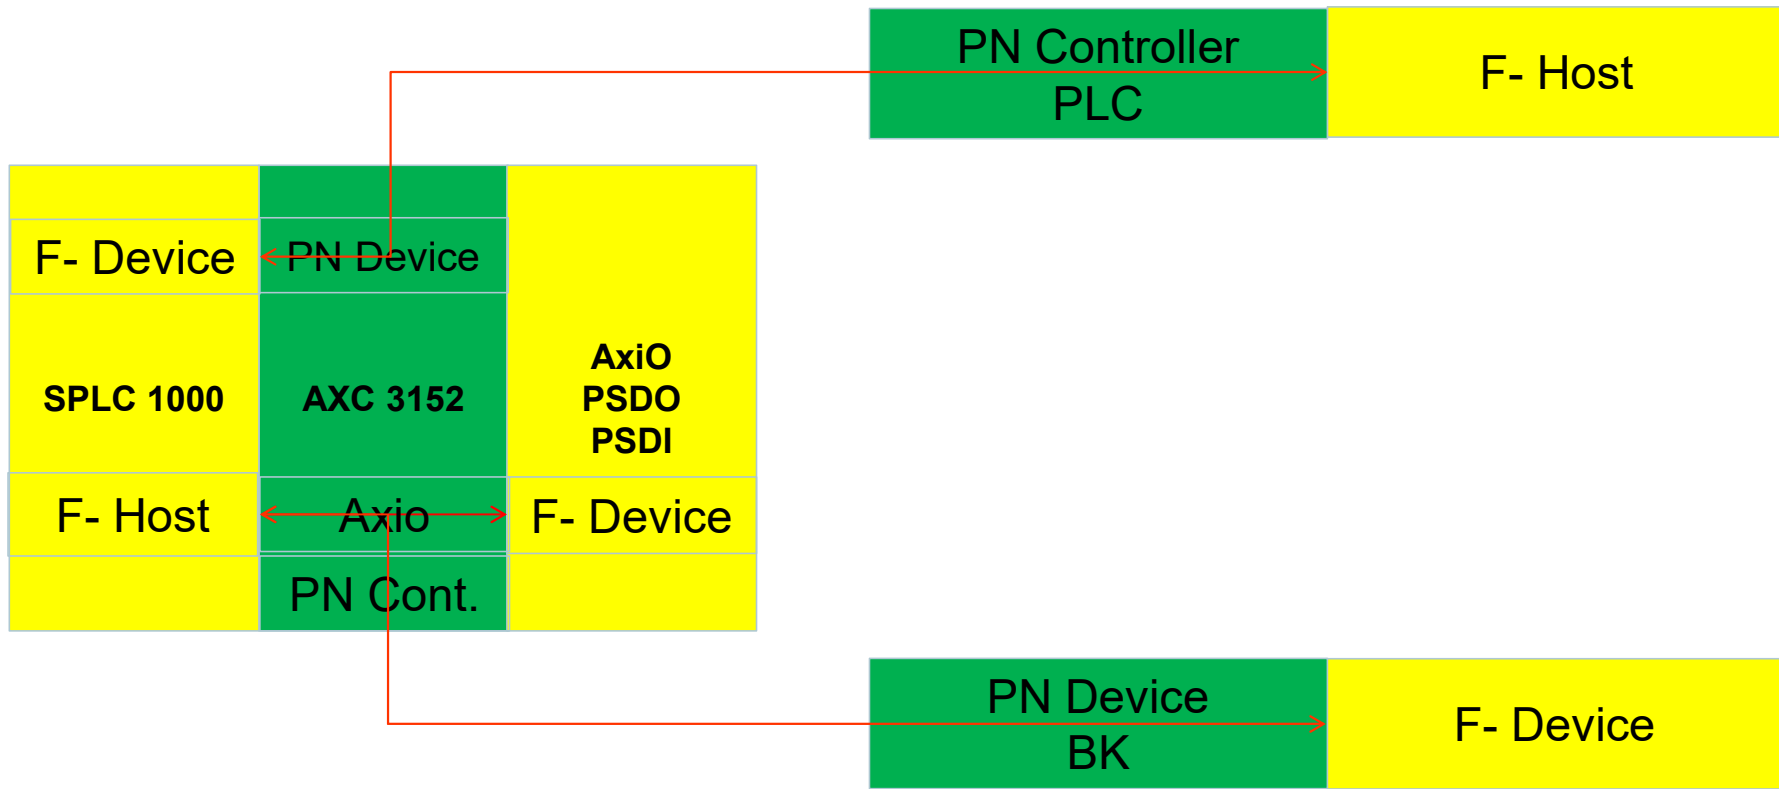 PN Controller
PLC
F- Host
F- Device
PN Device
SPLC 1000
AXC 3152
AxiO
PSDO
PSDI
F- Host
Axio
F- Device
PN Cont.
PN Device
BK
F- Device